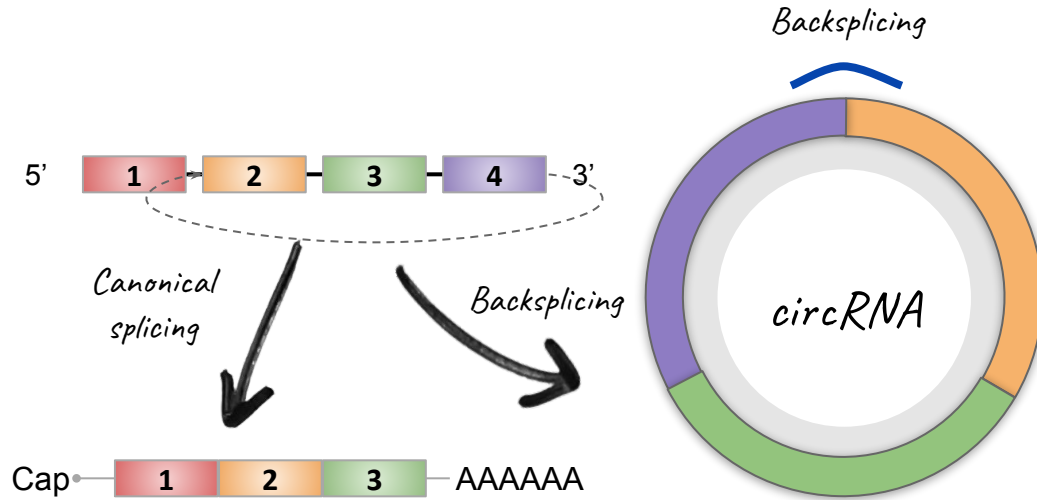 Backsplicing
5’ 1 2 3 4 3’
Canonical
splicing
Backsplicing
circRNA
Cap 1 2 3 AAAAAA